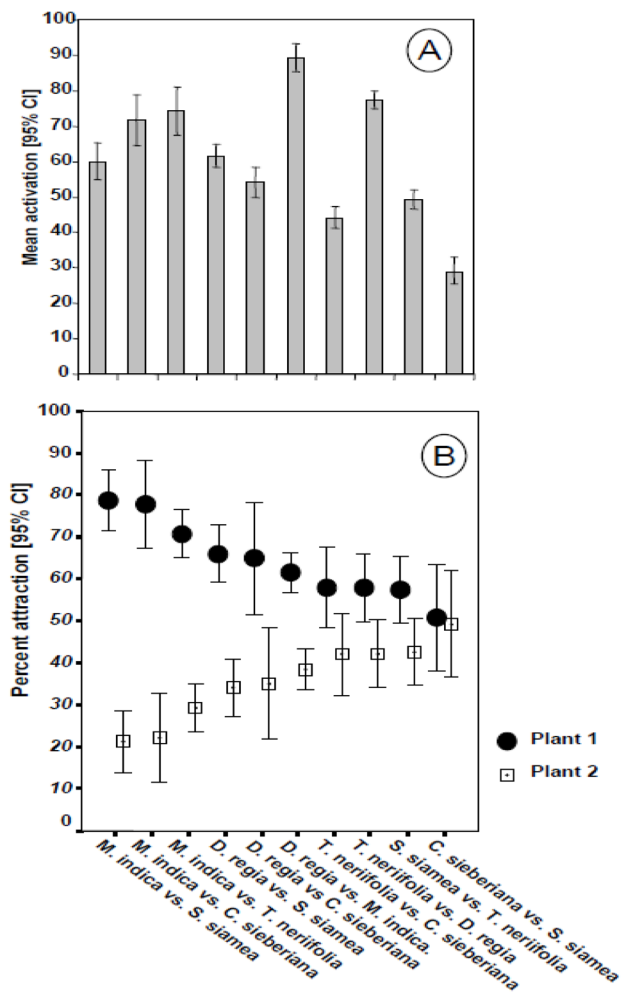 A
Mean activation [95% CI]
100
90
80
70
60
50
40
30
20
10
0
B
Percent attraction [95% CI]
100
90
80
70
60
50
40
30
20
10
0
Plant 1
Plant 2
M. indica vs. S. siamea
M. indica vs. C. sieberiana
M. indica vs. T. neriifolia
D. regia vs. S. siamea
D. regia vs C. sieberiana
D. regia vs. M. indica.
T. neriifolia vs. C. sieberiana
T. neriifolia vs. D. regia
S. siamea vs. T. neriifolia
C. sieberiana vs. S. siamea